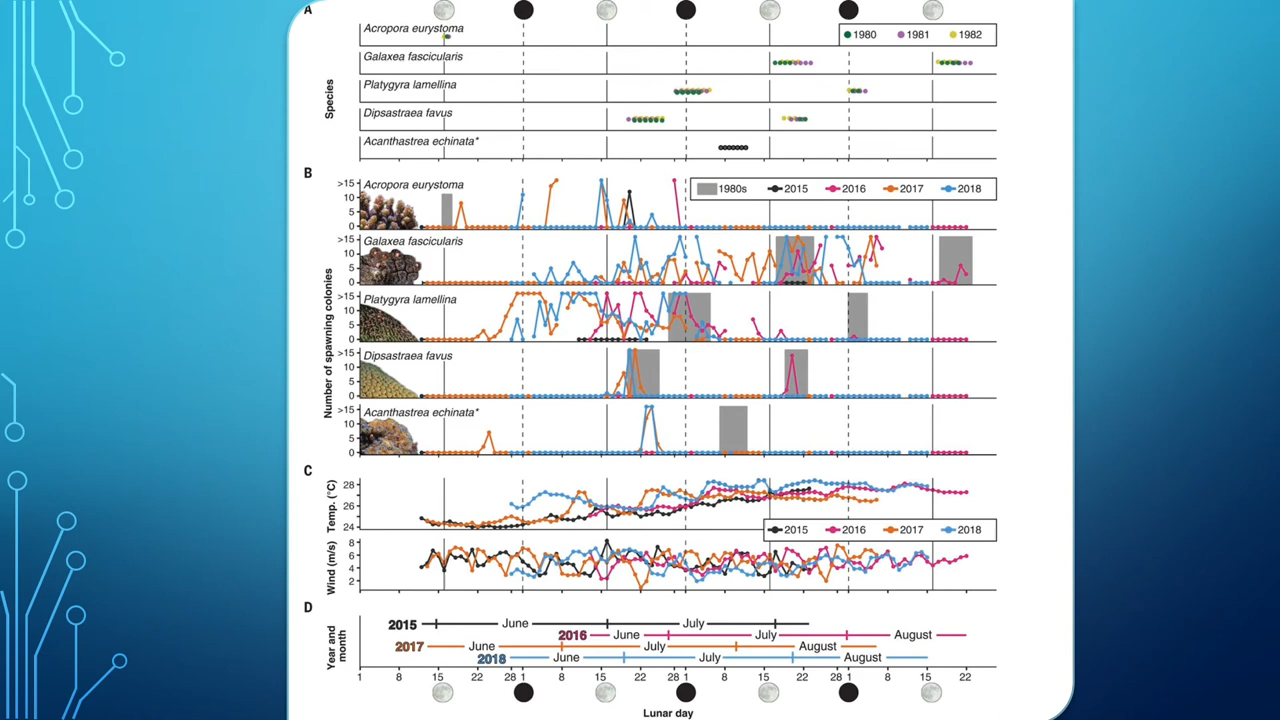 A
Acropora eurystoma
1980 1981 1982
Galaxea fascicularis
Platygyra lamellina
Dipsastraea favus
Acanthastrea echinata*
Species
B
Acropora eurystoma
1980s 2015 2016 2017 2018
>15
10
5
0
Galaxea fascicularis
>15
10
5
0
Platygyra lamellina
>15
10
5
0
Dipsastraea favus
>15
10
5
0
Acanthastrea echinata*
>15
10
5
0
Number of spawning colonies
C
28
26
24
Temp. (°C)
2015 2016 2017 2018
8
6
4
2
Wind (m/s)
D
2015 June July
2016 June July August
2017 June July August
2018 June July August
Year and
month
1 8 15 22 28 1 8 15 22 28 1 8 15 22 28 1 8 15 22
Lunar day